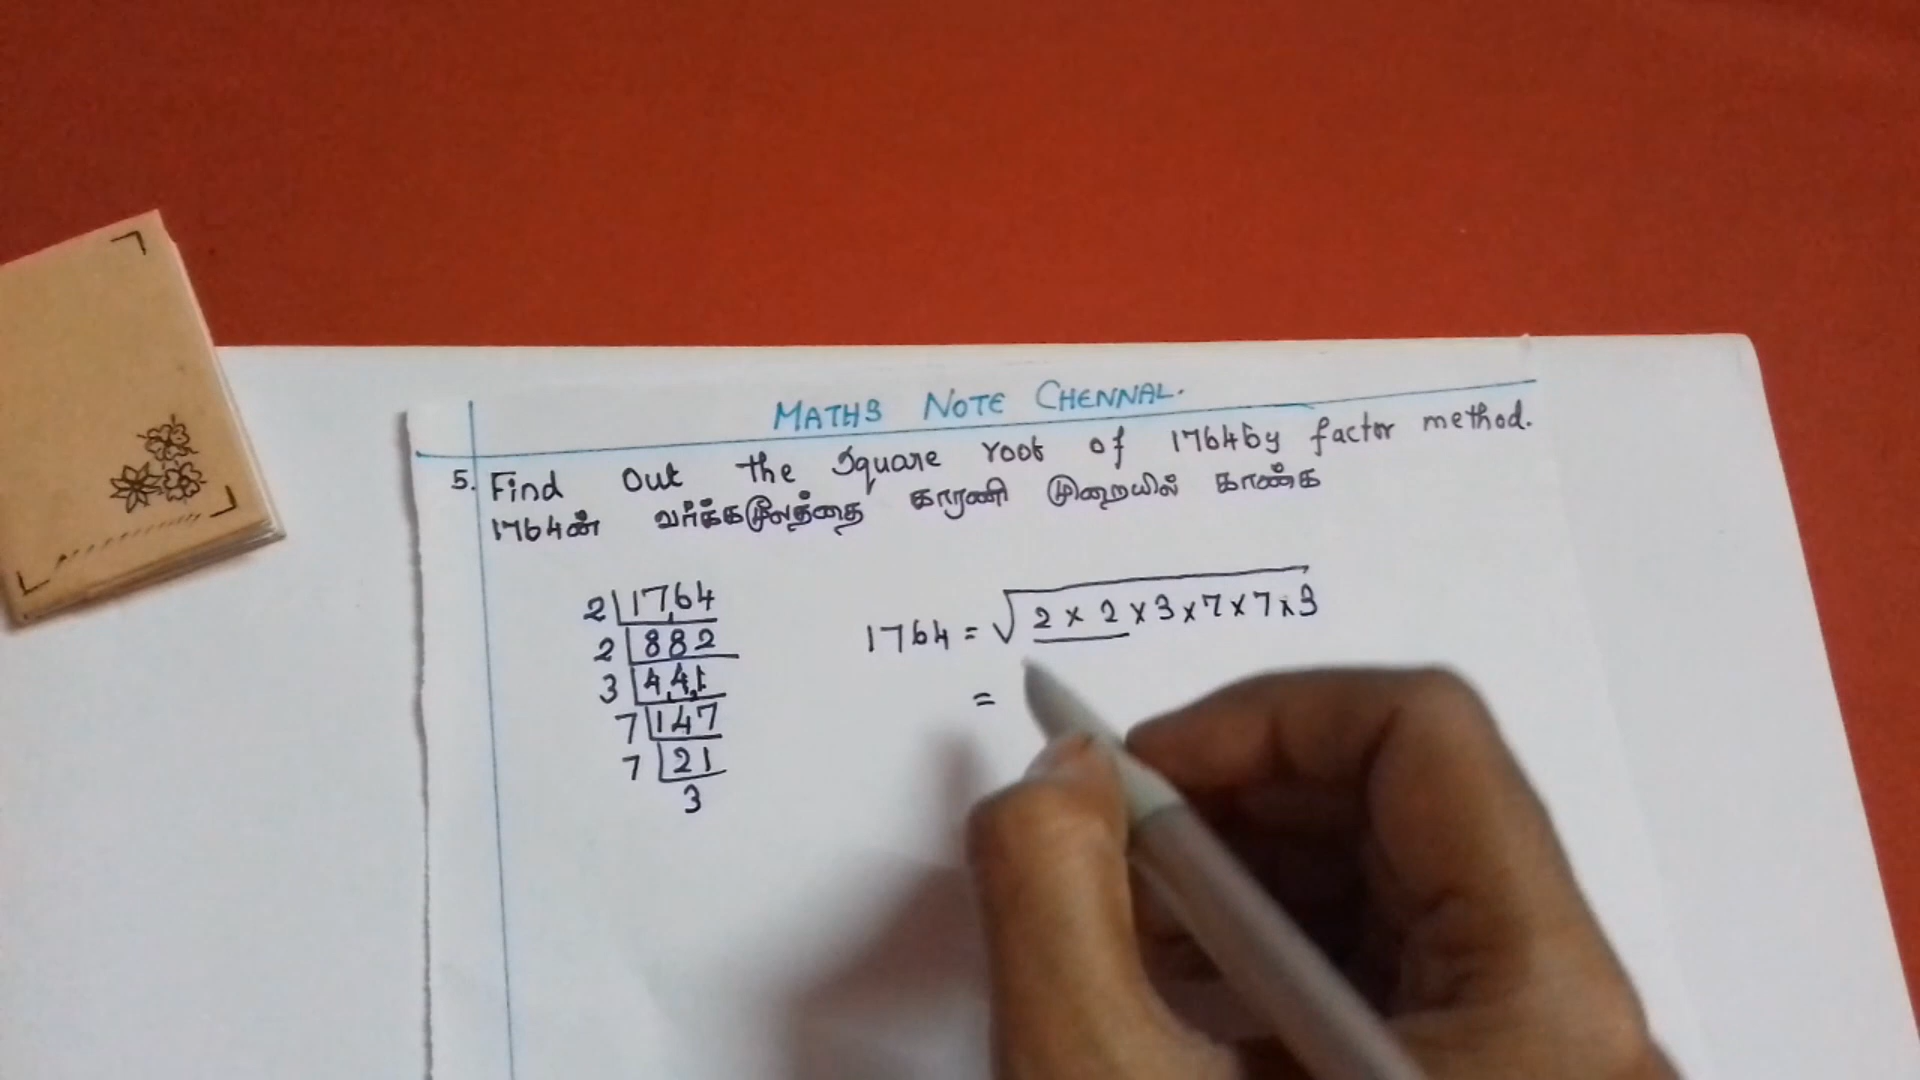 MATHS NOTE CHENNAL.
5. Find out the square root of 1764 by factor method.
1764ன் வர்க்கமூலத்தை காரணி முறையில் காண்க
2 | 1764
2 | 882
3 | 441
7 | 147
7 | 21
3
1764 = √2 × 2 × 3 × 7 × 7 × 3
=